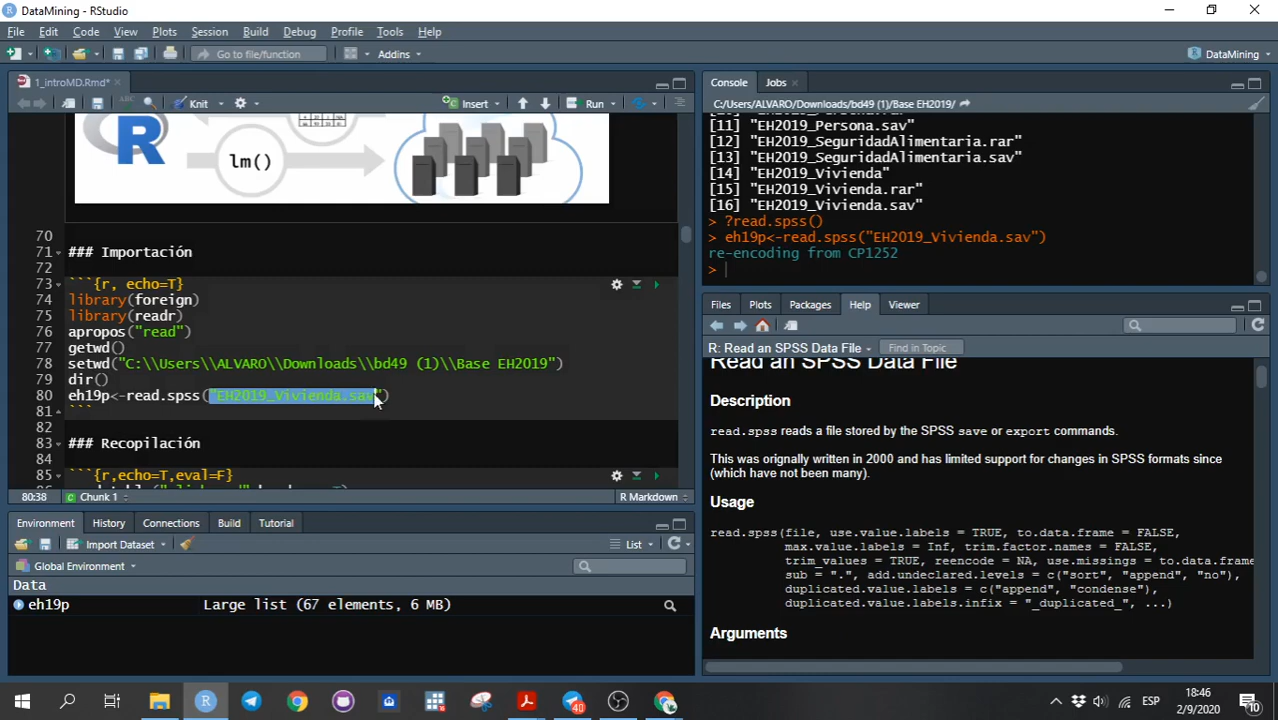 DataMining - RStudio
File Edit Code View Plots Session Build Debug Profile Tools Help
Go to file/function Addins DataMining
1_introMD.Rmd*
ABC Knit Insert Run
R
lm()
70
71 ### Importación
72
73 ```{r, echo=T}
74 library(foreign)
75 library(readr)
76 apropos("read")
77 getwd()
78 setwd("C:\\Users\\ALVARO\\Downloads\\bd49 (1)\\Base EH2019")
79 dir()
80 eh19p<-read.spss("EH2019_Vivienda.sav")
81 ```
82
83 ### Recopilación
84
85 ```{r,echo=T,eval=F}
80:38 Chunk 1 R Markdown
Environment History Connections Build Tutorial
Import Dataset List
Global Environment
Data
eh19p Large list (67 elements, 6 MB)
Console Jobs
C:/Users/ALVARO/Downloads/bd49 (1)/Base EH2019/
[11] "EH2019_Persona.sav"
[12] "EH2019_SeguridadAlimentaria.rar"
[13] "EH2019_SeguridadAlimentaria.sav"
[14] "EH2019_Vivienda"
[15] "EH2019_Vivienda.rar"
[16] "EH2019_Vivienda.sav"
> ?read.spss()
> eh19p<-read.spss("EH2019_Vivienda.sav")
re-encoding from CP1252
>
Files Plots Packages Help Viewer
R: Read an SPSS Data File Find in Topic
Read an SPSS Data File
Description
read.spss reads a file stored by the SPSS save or export commands.
This was orignally written in 2000 and has limited support for changes in SPSS formats since
(which have not been many).
Usage
read.spss(file, use.value.labels = TRUE, to.data.frame = FALSE,
max.value.labels = Inf, trim.factor.names = FALSE,
trim_values = TRUE, reencode = NA, use.missings = to.data.frame
sub = ".", add.undeclared.levels = c("sort", "append", "no"),
duplicated.value.labels = c("append", "condense"),
duplicated.value.labels.infix = "_duplicated_", ...)
Arguments
40 ESP 18:46
2/9/2020 10